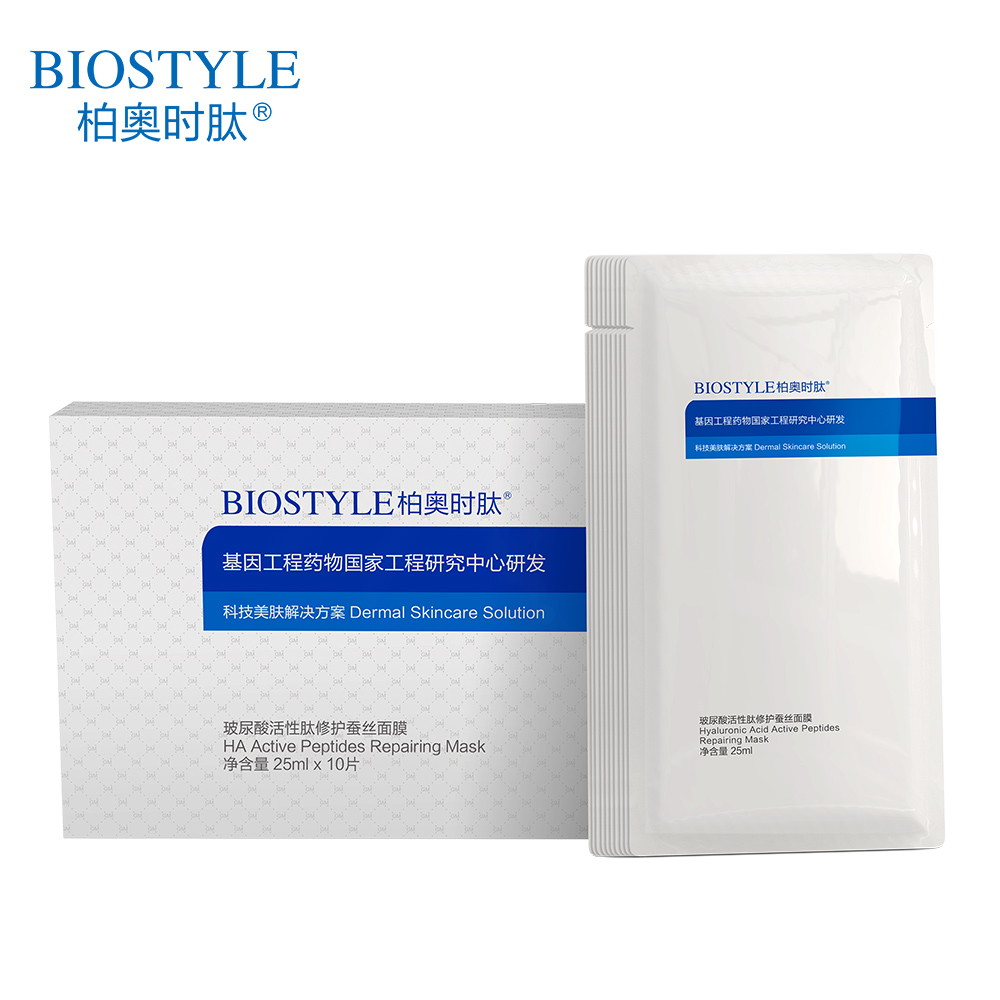 BIOSTYLE
柏奥时肽®
BIOSTYLE柏奥时肽®
基因工程药物国家工程研究中心研发
科技美肤解决方案 Dermal Skincare Solution
玻尿酸活性肽修护蚕丝面膜
HA Active Peptides Repairing Mask
净含量 25ml x 10片
BIOSTYLE柏奥时肽®
基因工程药物国家工程研究中心研发
科技美肤解决方案 Dermal Skincare Solution
玻尿酸活性肽修护蚕丝面膜
Hyaluronic Acid Active Peptides
Repairing Mask
净含量 25ml